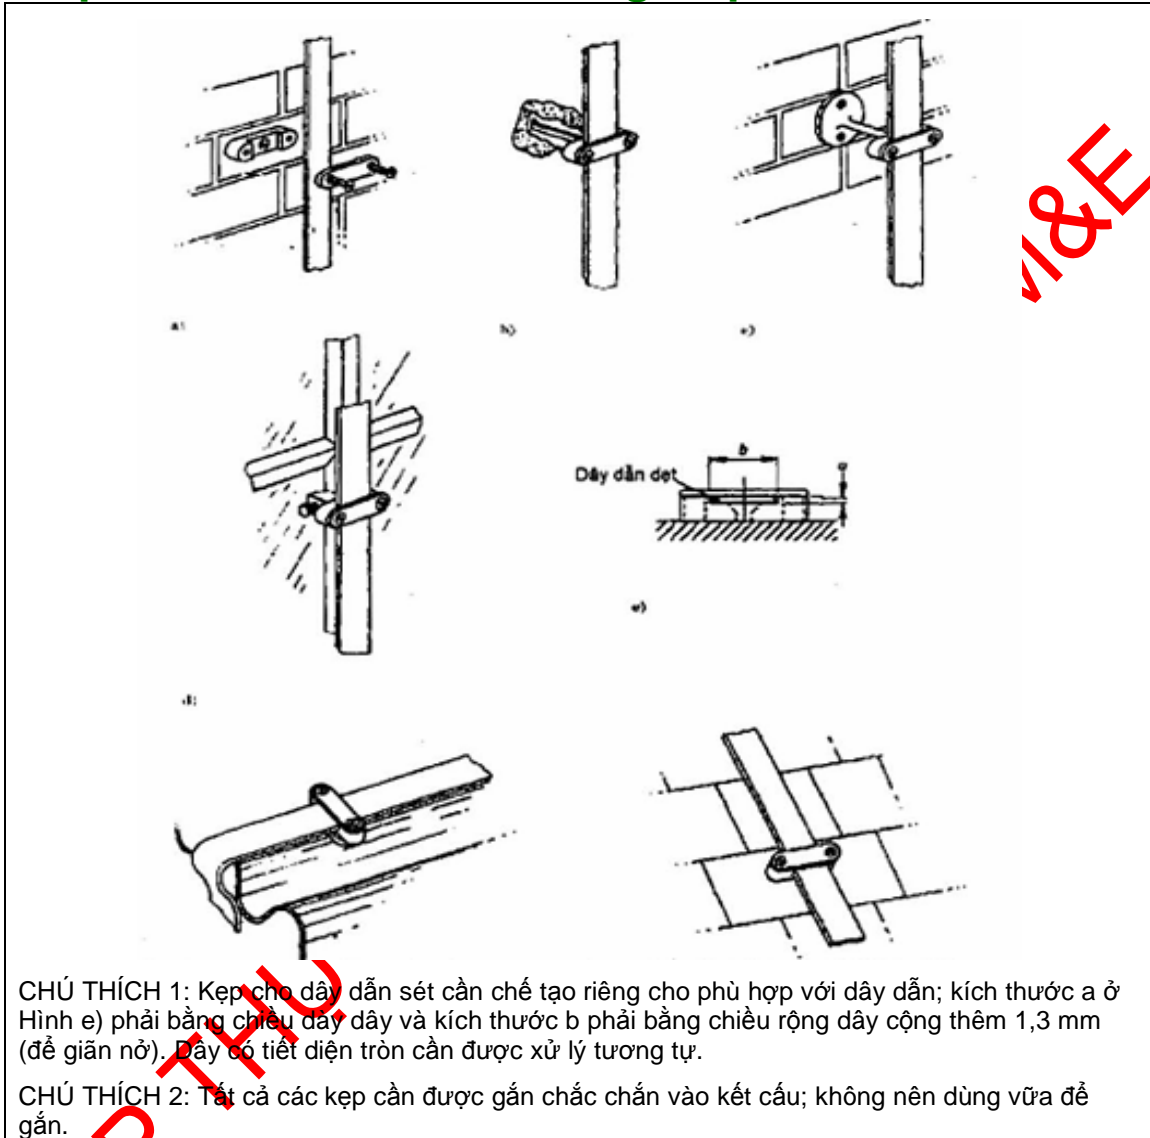 M&E
a)
b)
c)
b
a
Dây dẫn dẹt
e)
d)
CHÚ THÍCH 1: Kẹp cho dây dẫn sét cần chế tạo riêng cho phù hợp với dây dẫn; kích thước a ở
Hình e) phải bằng chiều dày dây và kích thước b phải bằng chiều rộng dây cộng thêm 1,3 mm
(để giãn nở). Dây có tiết diện tròn cần được xử lý tương tự.
CHÚ THÍCH 2: Tất cả các kẹp cần được gắn chắc chắn vào kết cấu; không nên dùng vữa để
gắn.